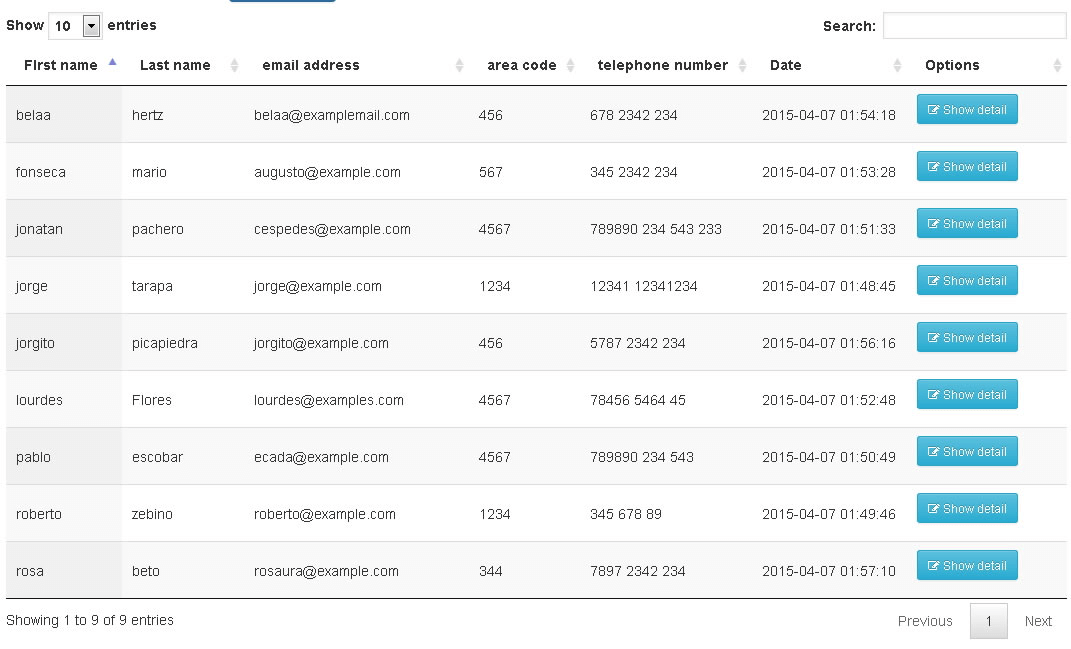 Show 10 entries Search:
First name Last name email address area code telephone number Date Options
belaa hertz belaa@examplemail.com 456 678 2342 234 2015-04-07 01:54:18 Show detail
fonseca mario augusto@example.com 567 345 2342 234 2015-04-07 01:53:28 Show detail
jonatan pachero cespedes@example.com 4567 789890 234 543 233 2015-04-07 01:51:33 Show detail
jorge tarapa jorge@example.com 1234 12341 12341234 2015-04-07 01:48:45 Show detail
jorgito picapiedra jorgito@example.com 456 5787 2342 234 2015-04-07 01:56:16 Show detail
lourdes Flores lourdes@examples.com 4567 78456 5464 45 2015-04-07 01:52:48 Show detail
pablo escobar ecada@example.com 4567 789890 234 543 2015-04-07 01:50:49 Show detail
roberto zebino roberto@example.com 1234 345 678 89 2015-04-07 01:49:46 Show detail
rosa beto rosaura@example.com 344 7897 2342 234 2015-04-07 01:57:10 Show detail
Showing 1 to 9 of 9 entries Previous 1 Next